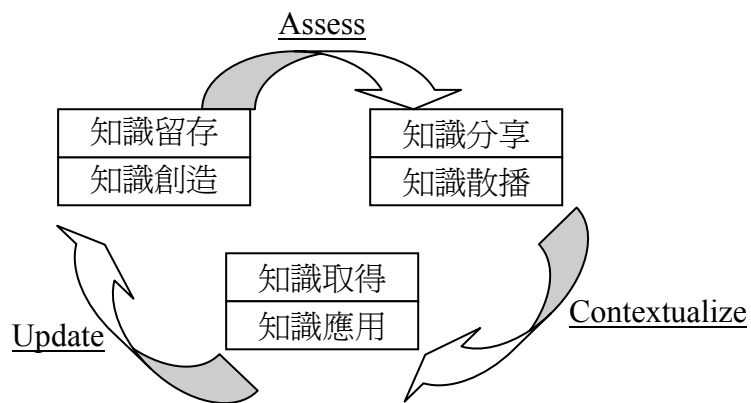 Assess
知識留存
知識創造
知識分享
知識散播
知識取得
知識應用
Contextualize
Update